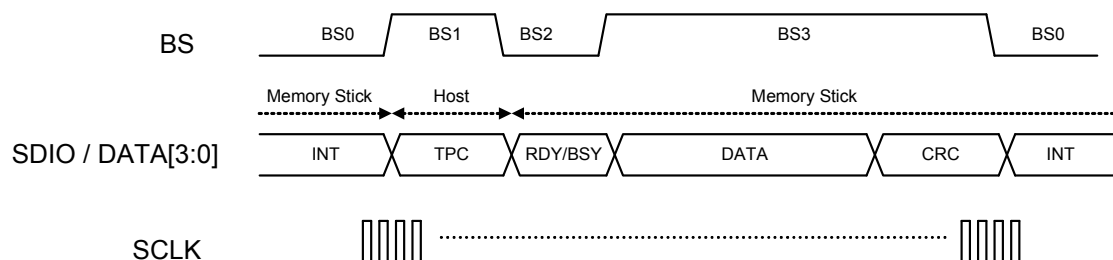 BS BS0 BS1 BS2 BS3 BS0
Memory Stick Host Memory Stick
SDIO / DATA[3:0] INT TPC RDY/BSY DATA CRC INT
SCLK